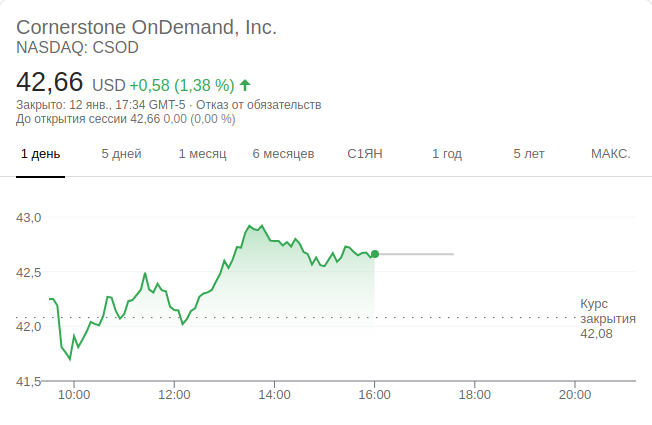 Cornerstone OnDemand, Inc.
NASDAQ: CSOD
42,66 USD +0,58 (1,38 %)
Закрыто: 12 янв., 17:34 GMT-5 · Отказ от обязательств
До открытия сессии 42,66 0,00 (0,00 %)
1 день 5 дней 1 месяц 6 месяцев С1ЯН 1 год 5 лет МАКС.
43,0
42,5
42,0
41,5
Курс
закрытия
42,08
10:00 12:00 14:00 16:00 18:00 20:00